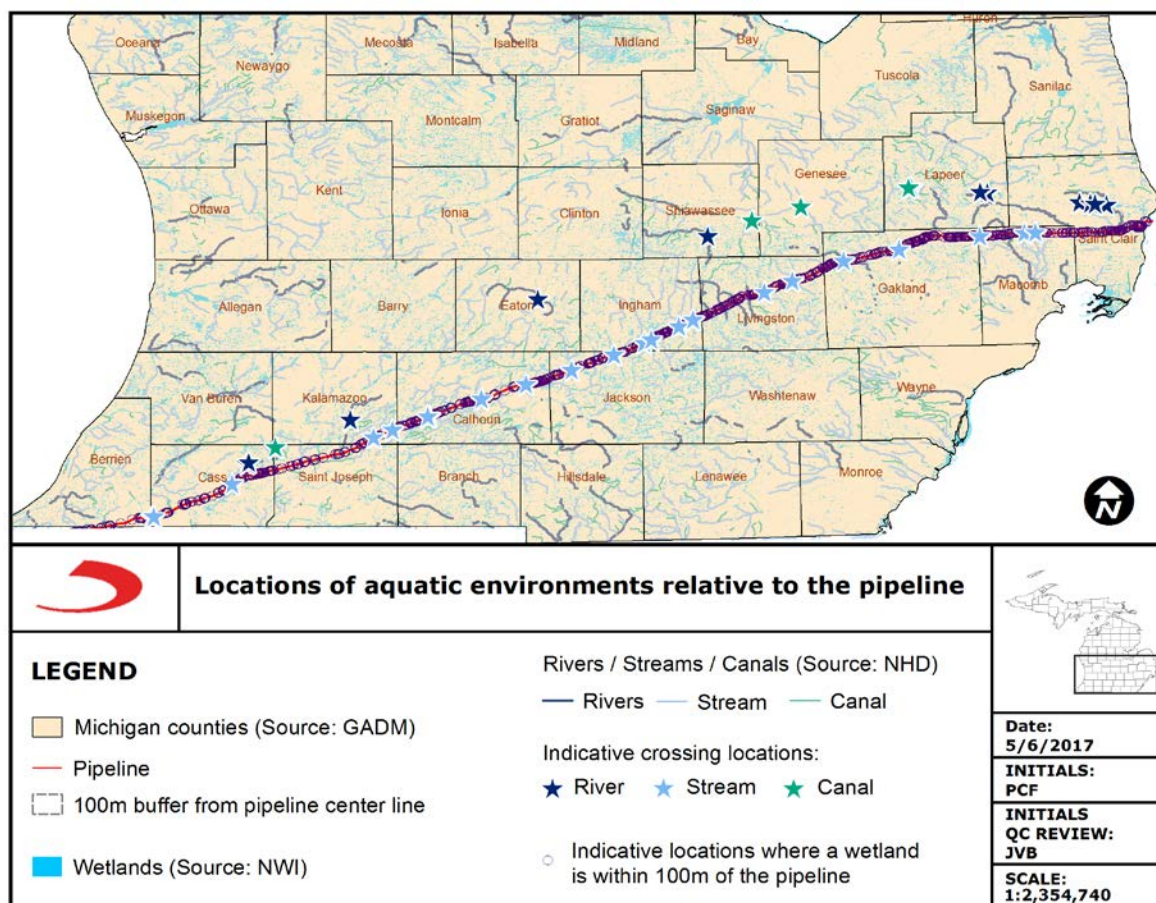 Huron
Oceana
Newaygo
Mecosta
Isabella
Midland
Bay
Tuscola
Sanilac
Muskegon
Montcalm
Gratiot
Saginaw
Kent
Ottawa
Ionia
Clinton
Shiawassee
Genesee
Lapeer
Saint Clair
Allegan
Barry
Eaton
Ingham
Livingston
Oakland
Macomb
Van Buren
Kalamazoo
Calhoun
Jackson
Washtenaw
Wayne
Berrien
Cass
Saint Joseph
Branch
Hillsdale
Lenawee
Monroe
N
Locations of aquatic environments relative to the pipeline
LEGEND
Michigan counties (Source: GADM)
Pipeline
100m buffer from pipeline center line
Wetlands (Source: NWI)
Rivers / Streams / Canals (Source: NHD)
Rivers Stream Canal
Indicative crossing locations:
River Stream Canal
Indicative locations where a wetland
is within 100m of the pipeline
Date:
5/6/2017
INITIALS:
PCF
INITIALS
QC REVIEW:
JVB
SCALE:
1:2,354,740